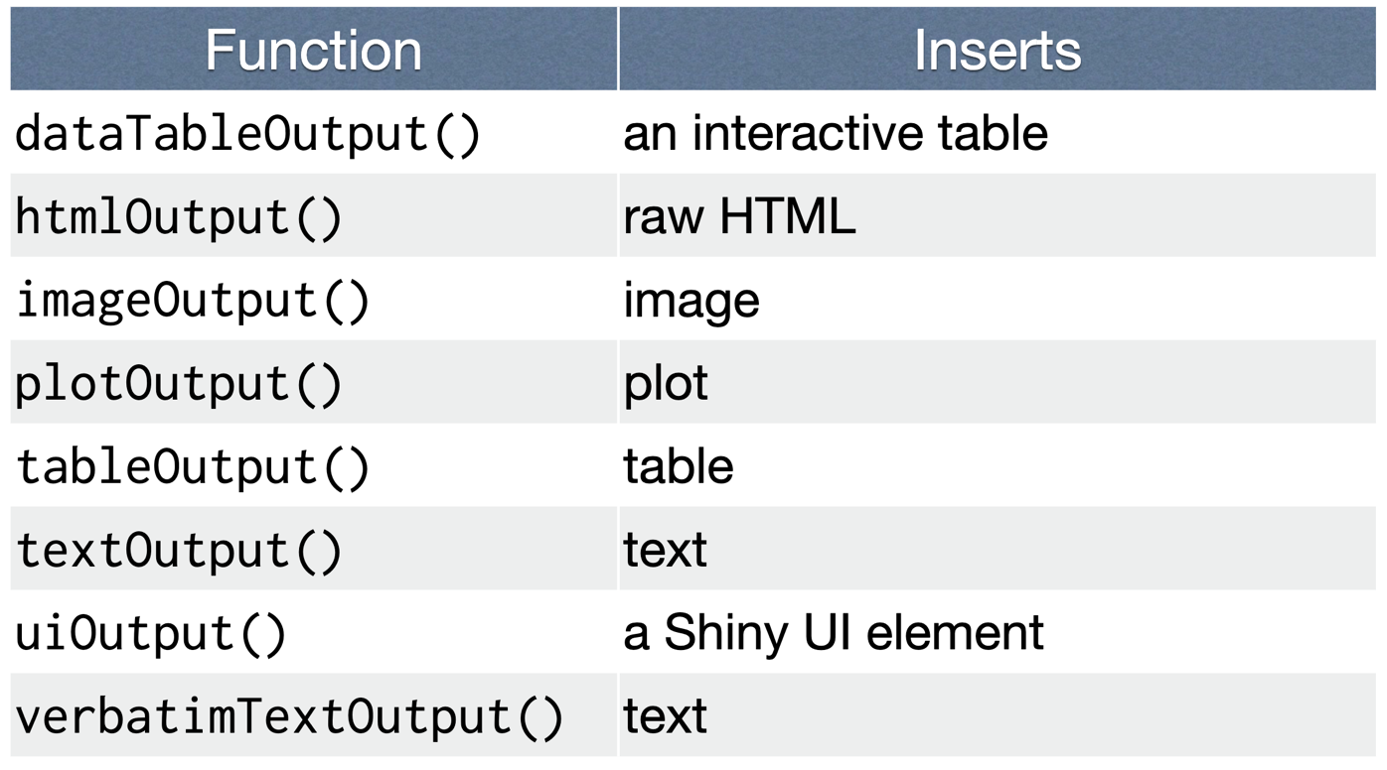 Function Inserts
dataTableOutput() an interactive table
htmlOutput() raw HTML
imageOutput() image
plotOutput() plot
tableOutput() table
textOutput() text
uiOutput() a Shiny UI element
verbatimTextOutput() text